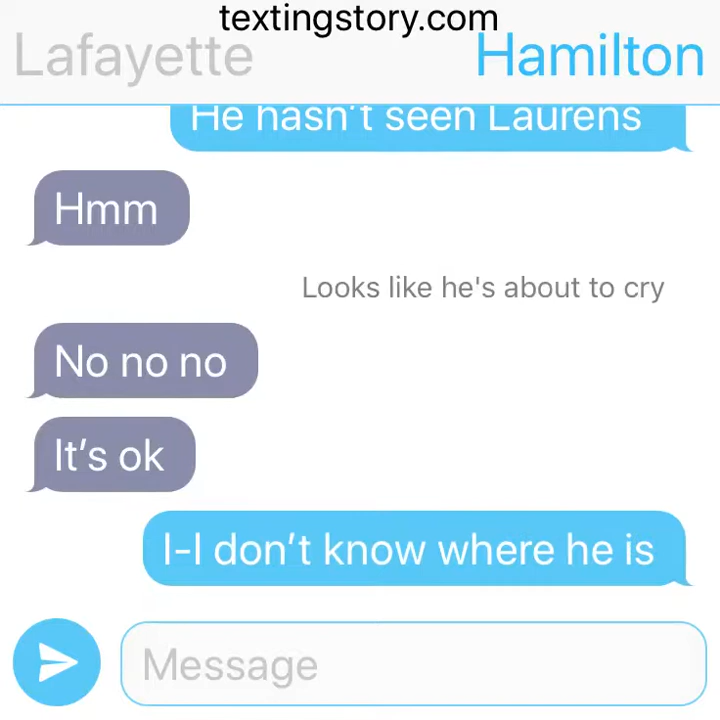 textingstory.com
Lafayette Hamilton
He hasn't seen Laurens
Hmm
Looks like he's about to cry
No no no
It’s ok
I-I don’t know where he is
Message